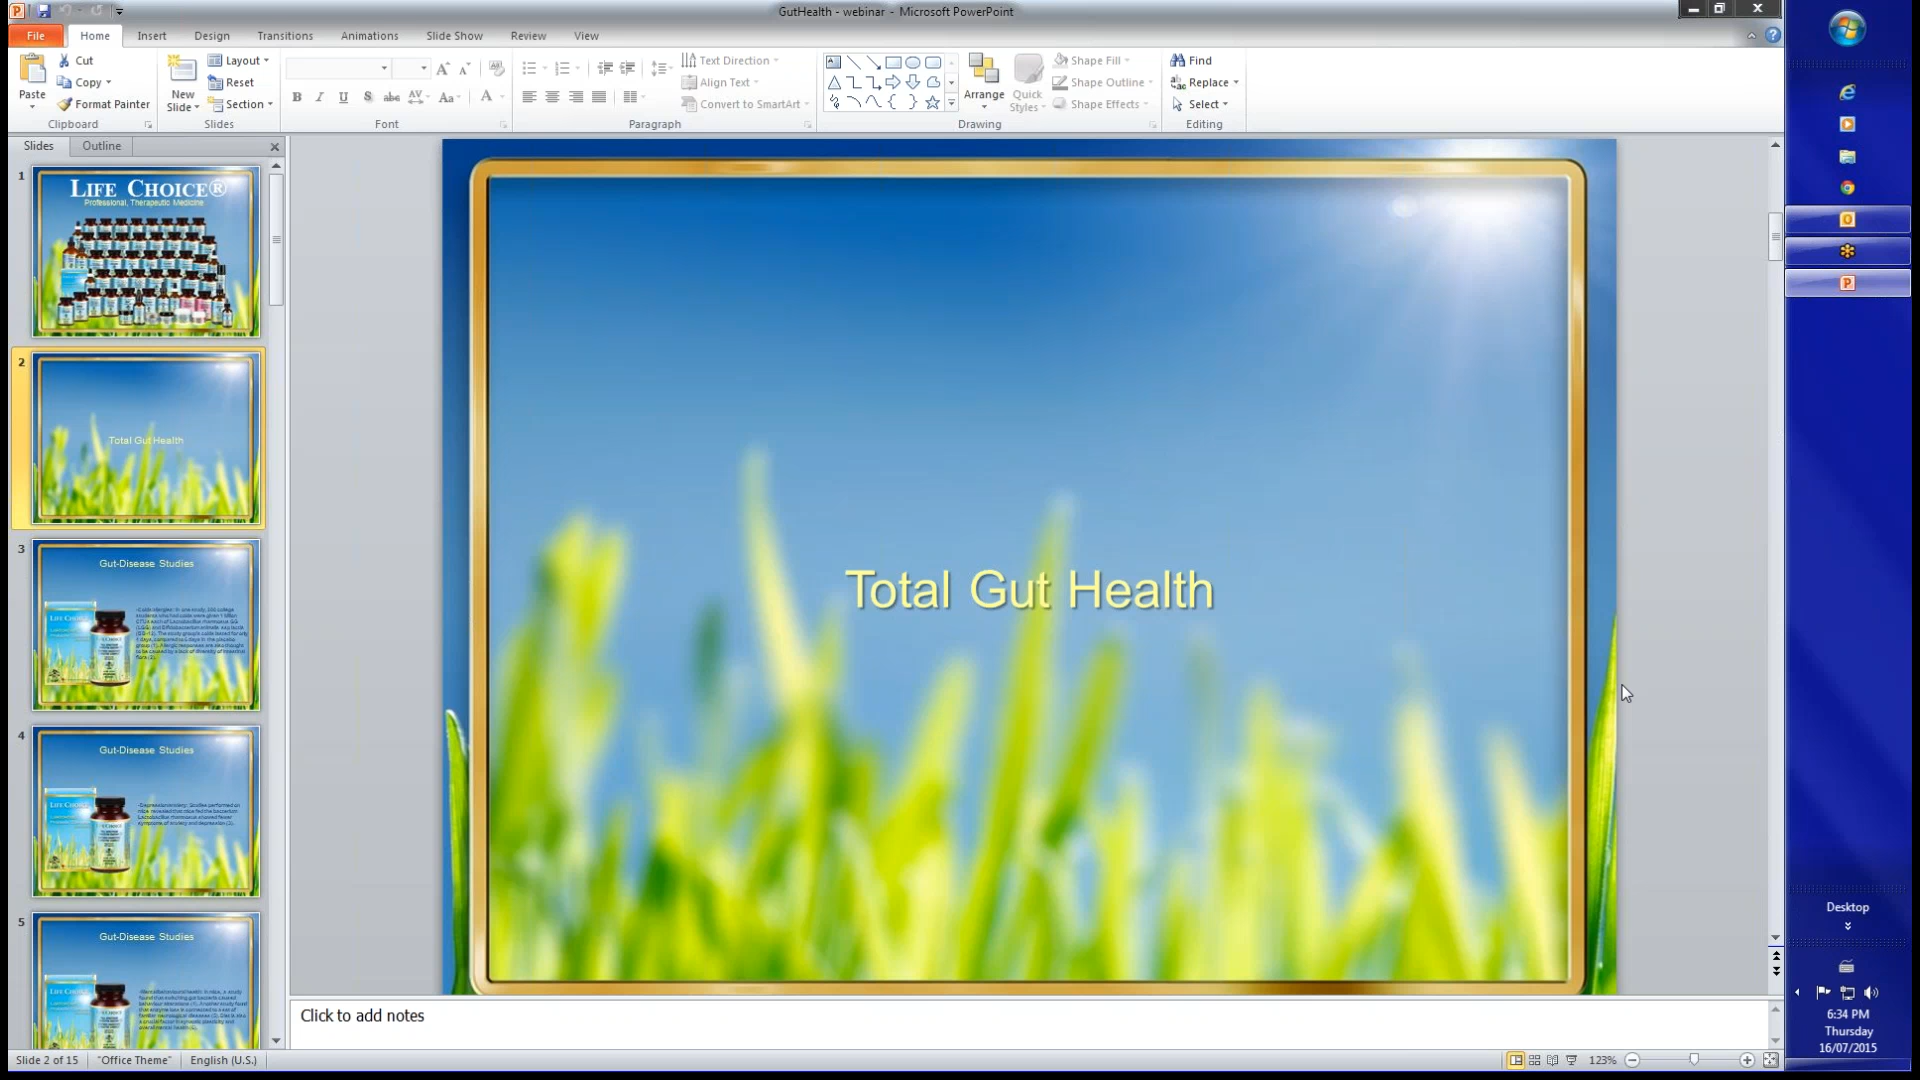 GutHealth - webinar - Microsoft PowerPoint
File Home Insert Design Transitions Animations Slide Show Review View
Paste
Cut
Copy
Format Painter
Clipboard
New Slide
Layout
Reset
Section
Slides
Font
Text Direction
Align Text
Convert to SmartArt
Paragraph
Arrange
Quick Styles
Shape Fill
Shape Outline
Shape Effects
Drawing
Find
Replace
Select
Editing
Slides Outline
1
LIFE CHOICE®
Professional, Therapeutic Medicine
2
Total Gut Health
3
Gut-Disease Studies
4
Gut-Disease Studies
5
Gut-Disease Studies
Total Gut Health
Click to add notes
Slide 2 of 15
"Office Theme"
English (U.S.)
123%
Desktop
6:34 PM
Thursday
16/07/2015